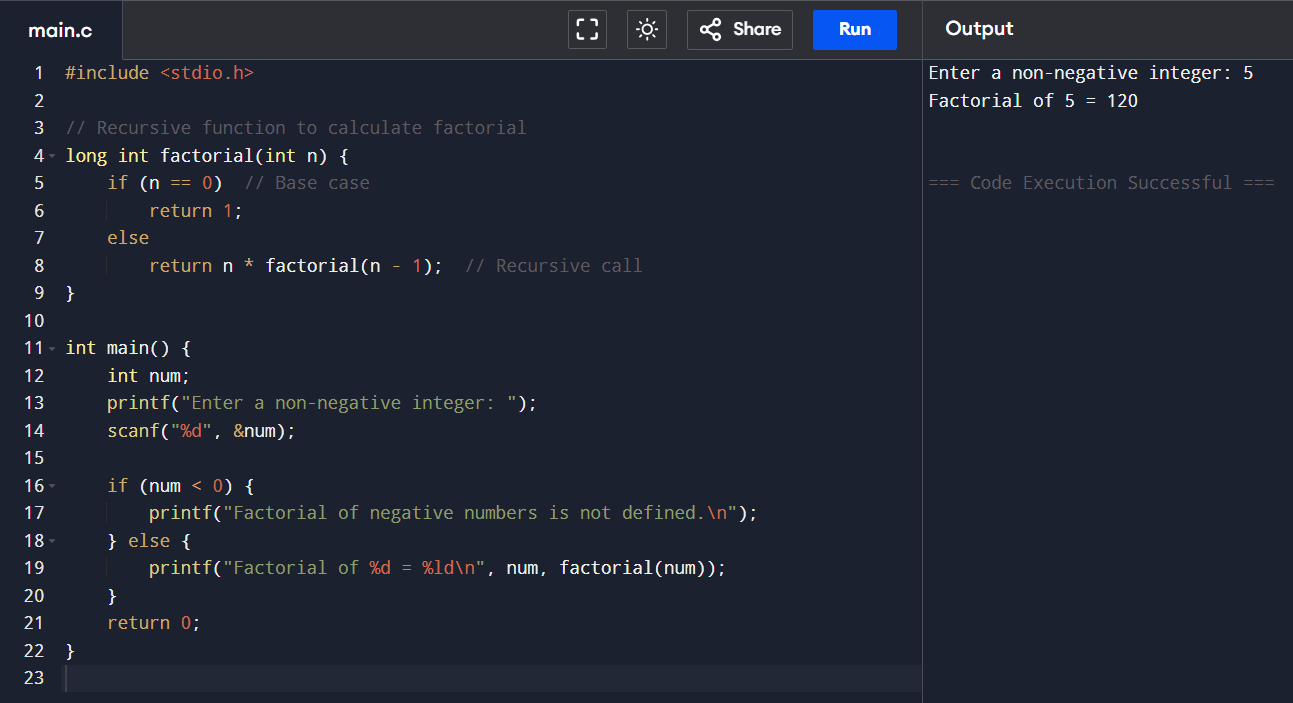 main.c
Share
Run
Output
1 #include <stdio.h>
2
3 // Recursive function to calculate factorial
4 long int factorial(int n) {
5     if (n == 0)  // Base case
6         return 1;
7     else
8         return n * factorial(n - 1);  // Recursive call
9 }
10
11 int main() {
12     int num;
13     printf("Enter a non-negative integer: ");
14     scanf("%d", &num);
15
16     if (num < 0) {
17         printf("Factorial of negative numbers is not defined.\n");
18     } else {
19         printf("Factorial of %d = %ld\n", num, factorial(num));
20     }
21     return 0;
22 }
23
Enter a non-negative integer: 5
Factorial of 5 = 120
=== Code Execution Successful ===